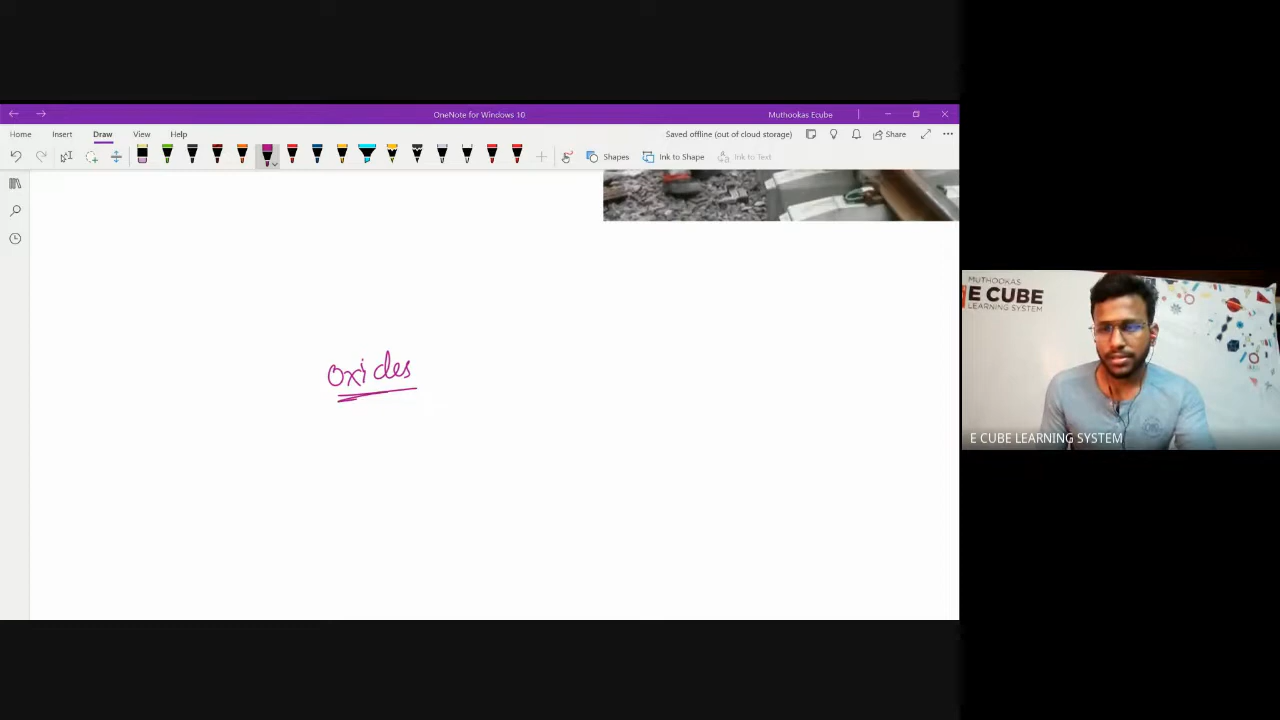 OneNote for Windows 10
Muthookas Ecube
Home Insert Draw View Help
Saved offline (out of cloud storage)
Share
Shapes
Ink to Shape
Ink to Text
oxides
MUTHOOKAS
E CUBE
LEARNING SYSTEM
E CUBE LEARNING SYSTEM